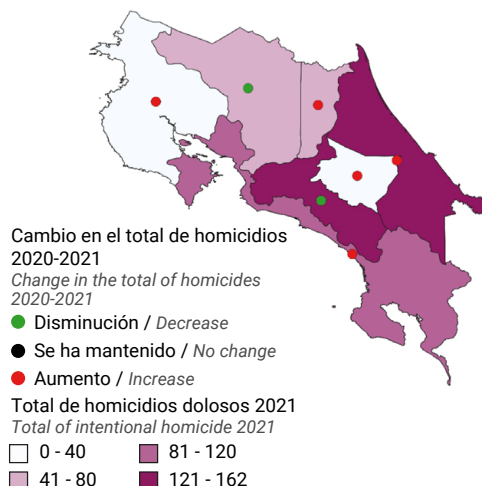 Cambio en el total de homicidios
2020-2021
Change in the total of homicides
2020-2021
Disminución / Decrease
Se ha mantenido / No change
Aumento / Increase
Total de homicidios dolosos 2021
Total of intentional homicide 2021
0 - 40
81 - 120
41 - 80
121 - 162